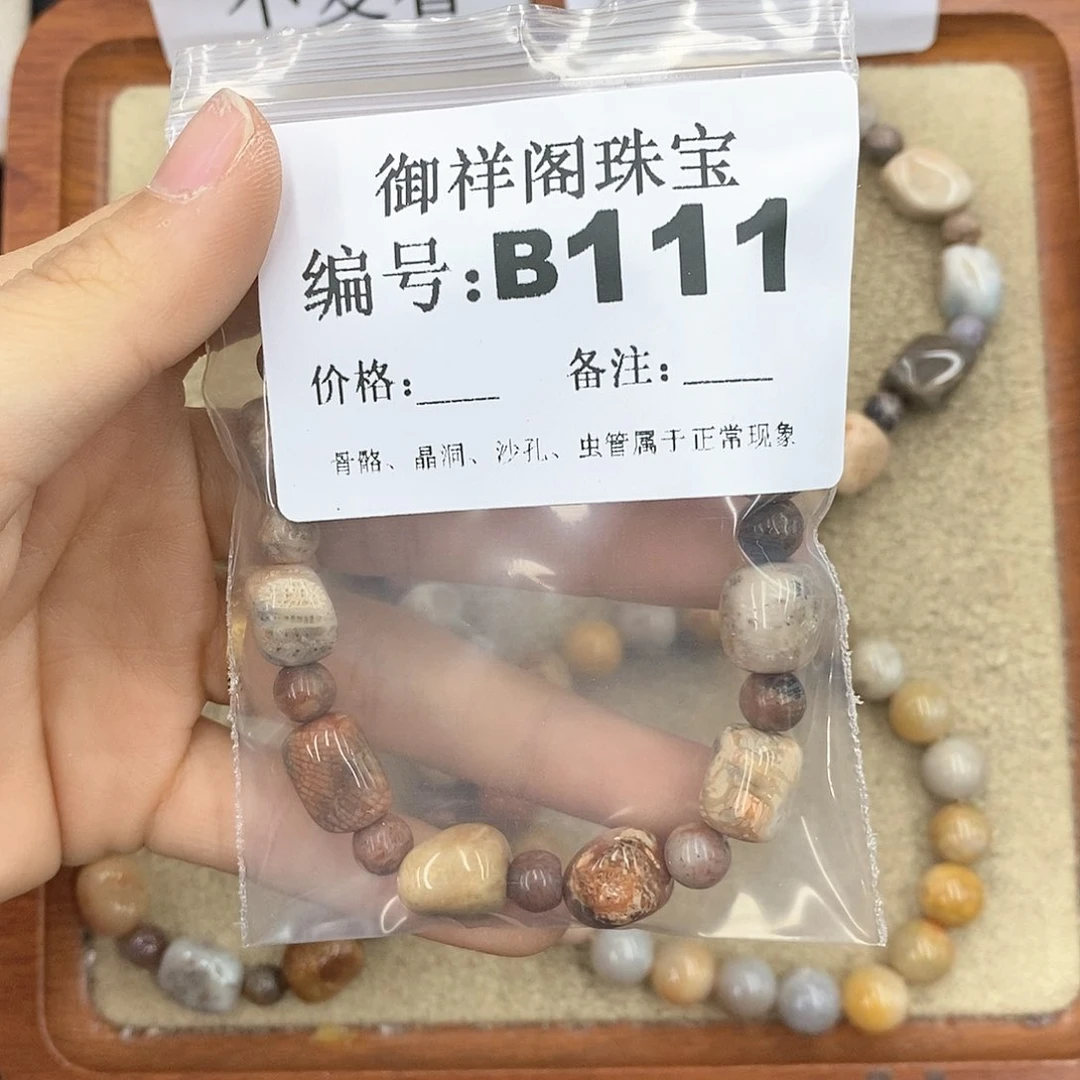 御祥阁珠宝
编号:B111
价格:____ 备注:____
骨骼、晶洞、沙孔、虫管属于正常现象